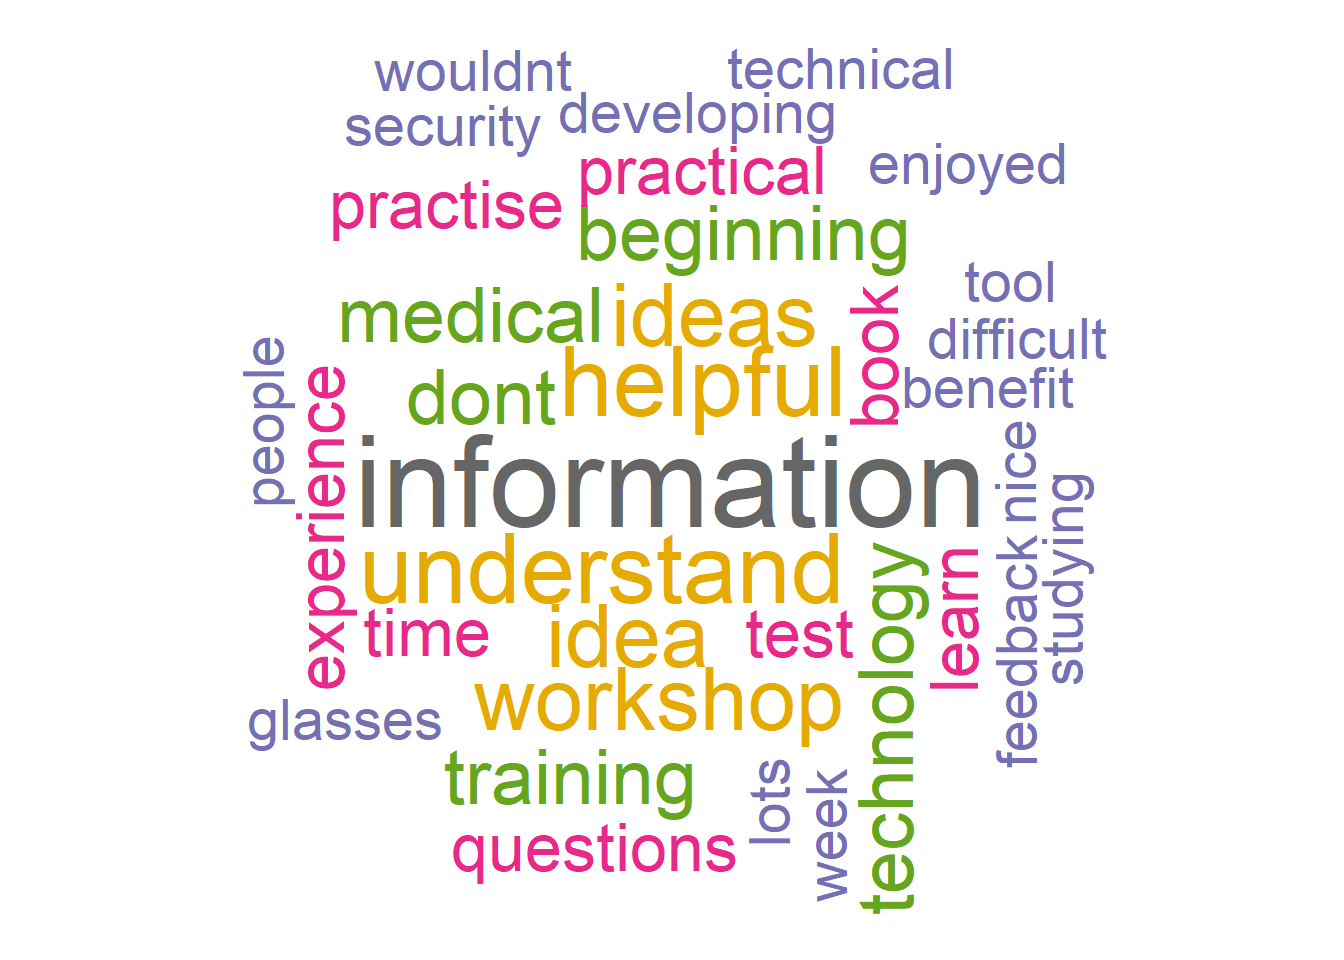 wouldnt
technical
security
developing
practical
enjoyed
practise
beginning
tool
medical
ideas
book
difficult
people
experience
dont
helpful
benefit
information
nice
studying
understand
technology
learn
feedback
time
idea
test
glasses
workshop
training
lots
week
questions